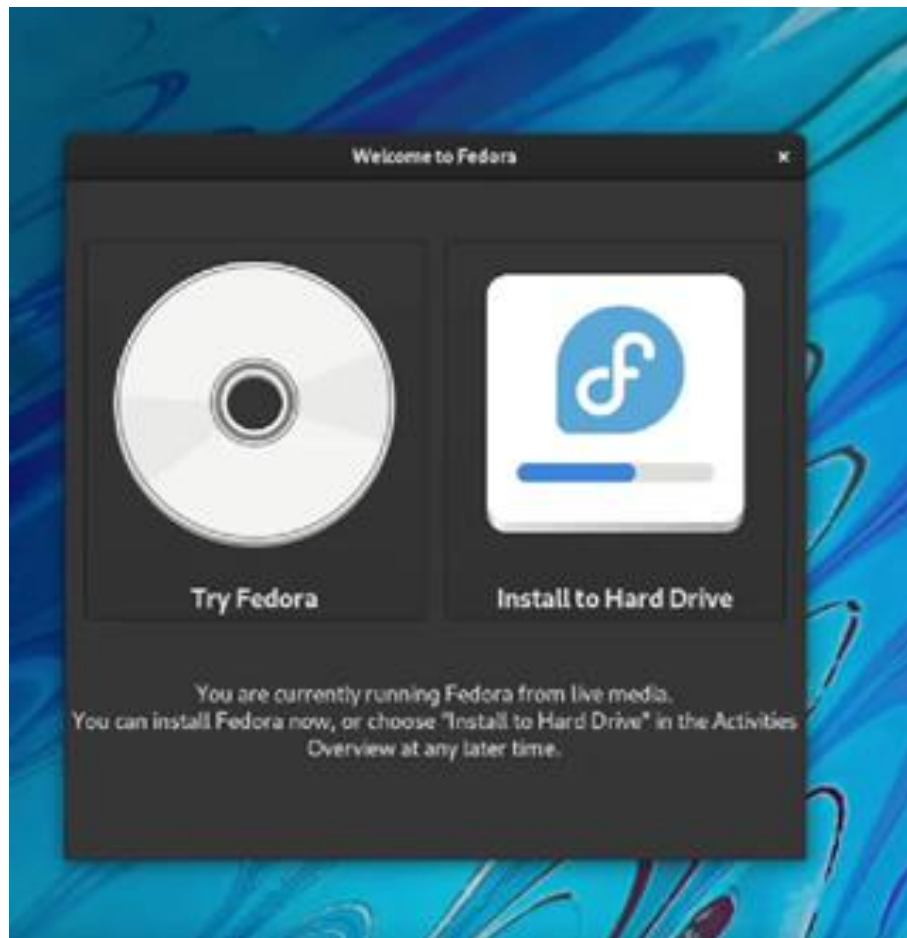 Welcome to Fedora
Try Fedora
Install to Hard Drive
You are currently running Fedora from live media.
You can install Fedora now, or choose "Install to Hard Drive" in the Activities
Overview at any later time.